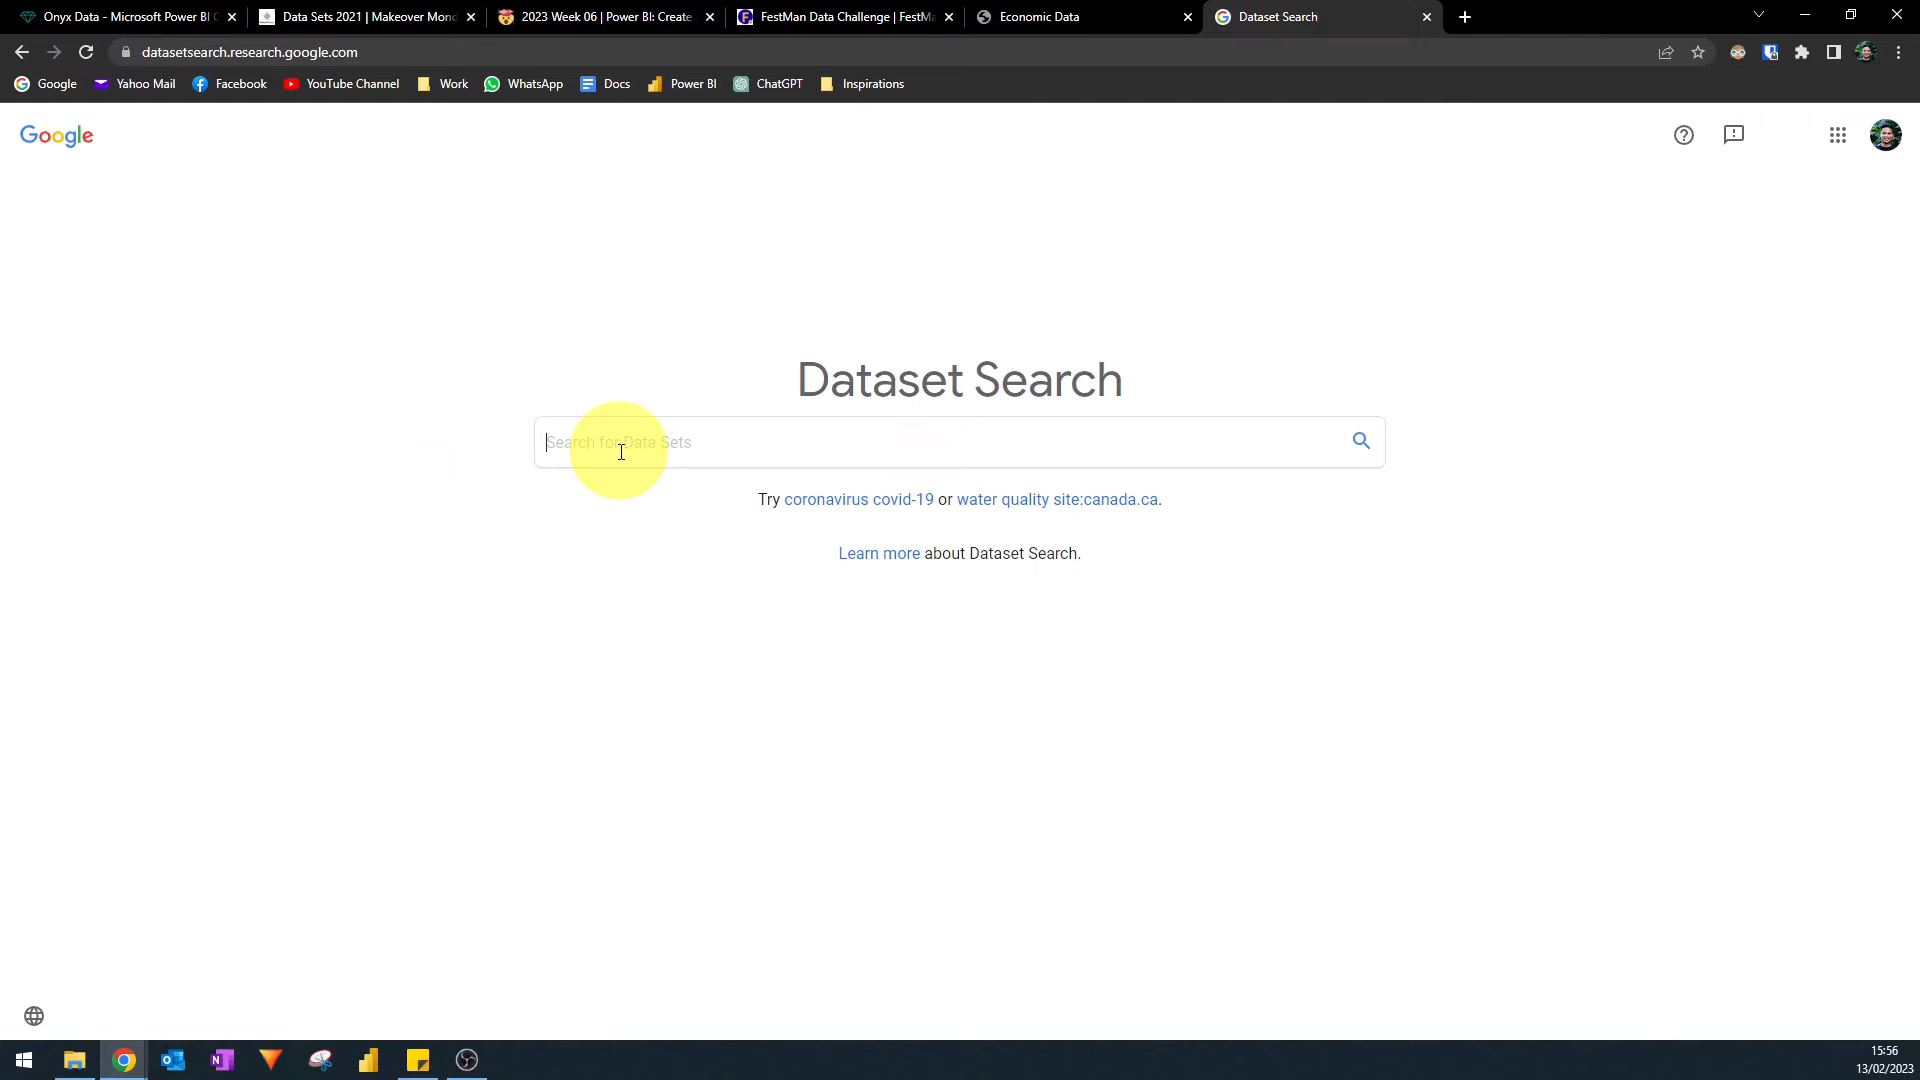 Onyx Data - Microsoft Power BI C
Data Sets 2021 | Makeover Mond
2023 Week 06 | Power BI: Create
FestMan Data Challenge | FestMa
Economic Data
Dataset Search
datasetsearch.research.google.com
Google
Yahoo Mail
Facebook
YouTube Channel
Work
WhatsApp
Docs
Power BI
ChatGPT
Inspirations
Google
Dataset Search
Search for Data Sets
Try coronavirus covid-19 or water quality site:canada.ca.
Learn more about Dataset Search.
15:56
13/02/2023